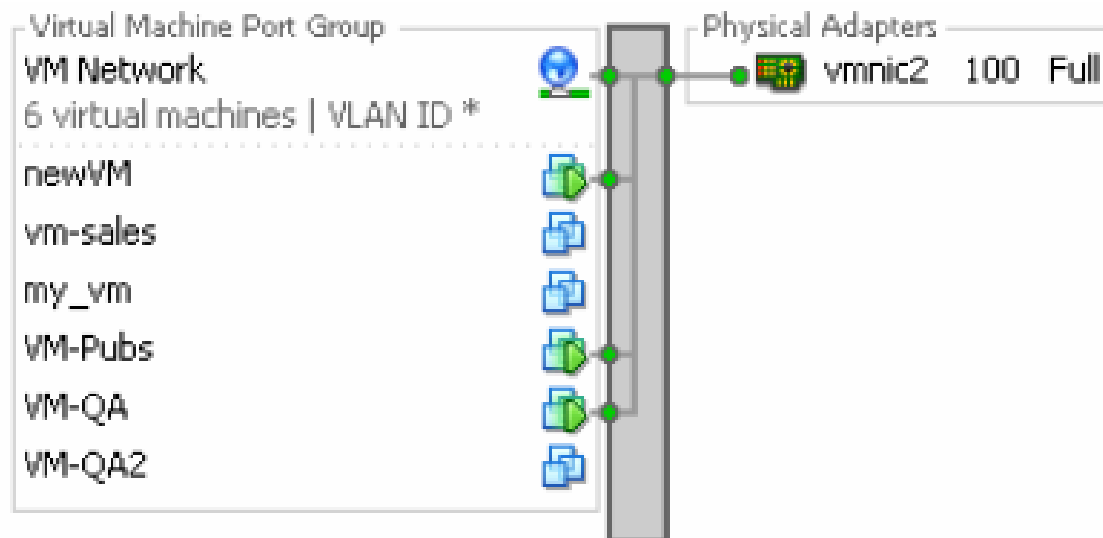 Virtual Machine Port Group
VM Network
6 virtual machines | VLAN ID *
newVM
vm-sales
my_vm
VM-Pubs
VM-QA
VM-QA2
Physical Adapters
vmnic2 100 Full